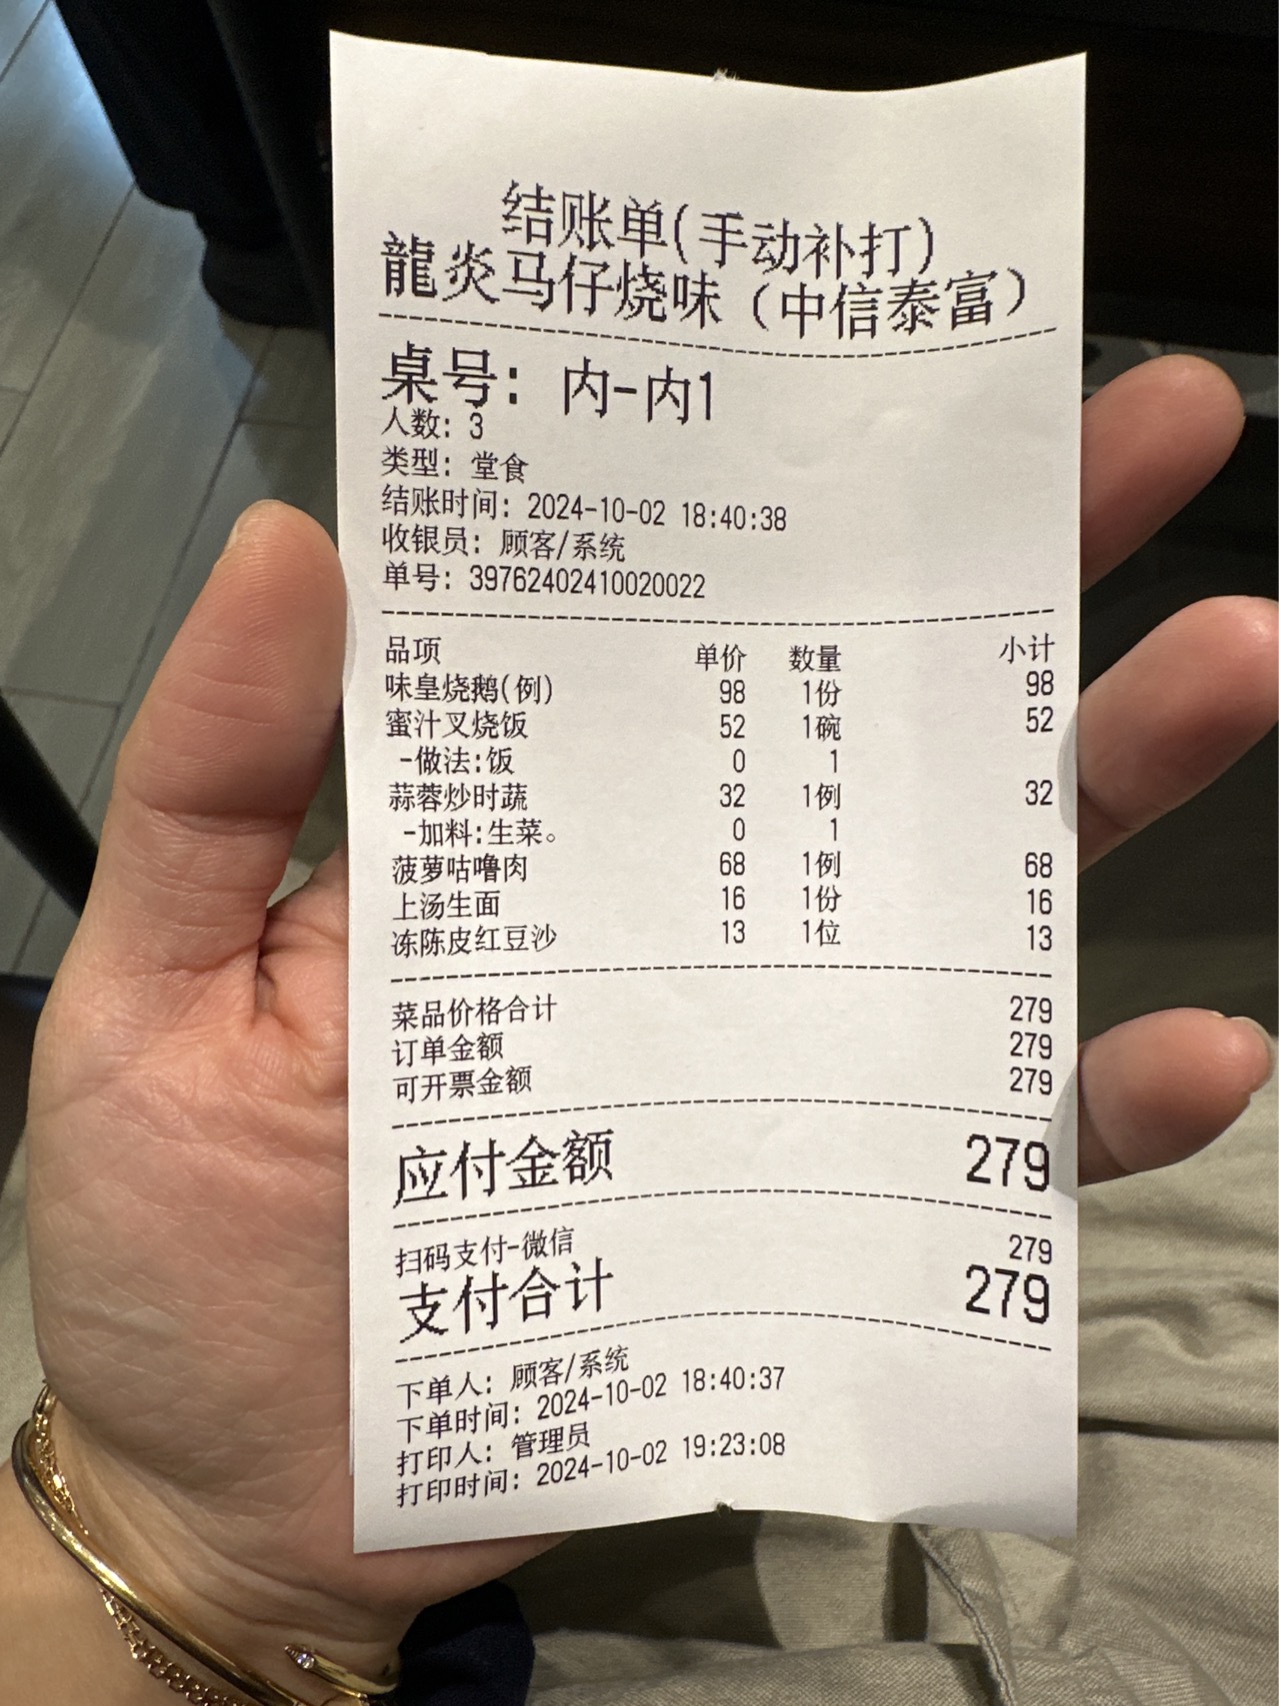 结账单(手动补打)
龍炎马仔烧味（中信泰富）
桌号: 内-内1
人数: 3
类型: 堂食
结账时间: 2024-10-02 18:40:38
收银员: 顾客/系统
单号: 39762402410020022
品项 单价 数量 小计
味皇烧鹅(例) 98 1份 98
蜜汁叉烧饭 52 1碗 52
-做法:饭 0 1
蒜蓉炒时蔬 32 1例 32
-加料:生菜。 0 1
菠萝咕噜肉 68 1例 68
上汤生面 16 1份 16
冻陈皮红豆沙 13 1位 13
菜品价格合计 279
订单金额 279
可开票金额 279
应付金额 279
扫码支付-微信 279
支付合计 279
下单人: 顾客/系统
下单时间: 2024-10-02 18:40:37
打印人: 管理员
打印时间: 2024-10-02 19:23:08